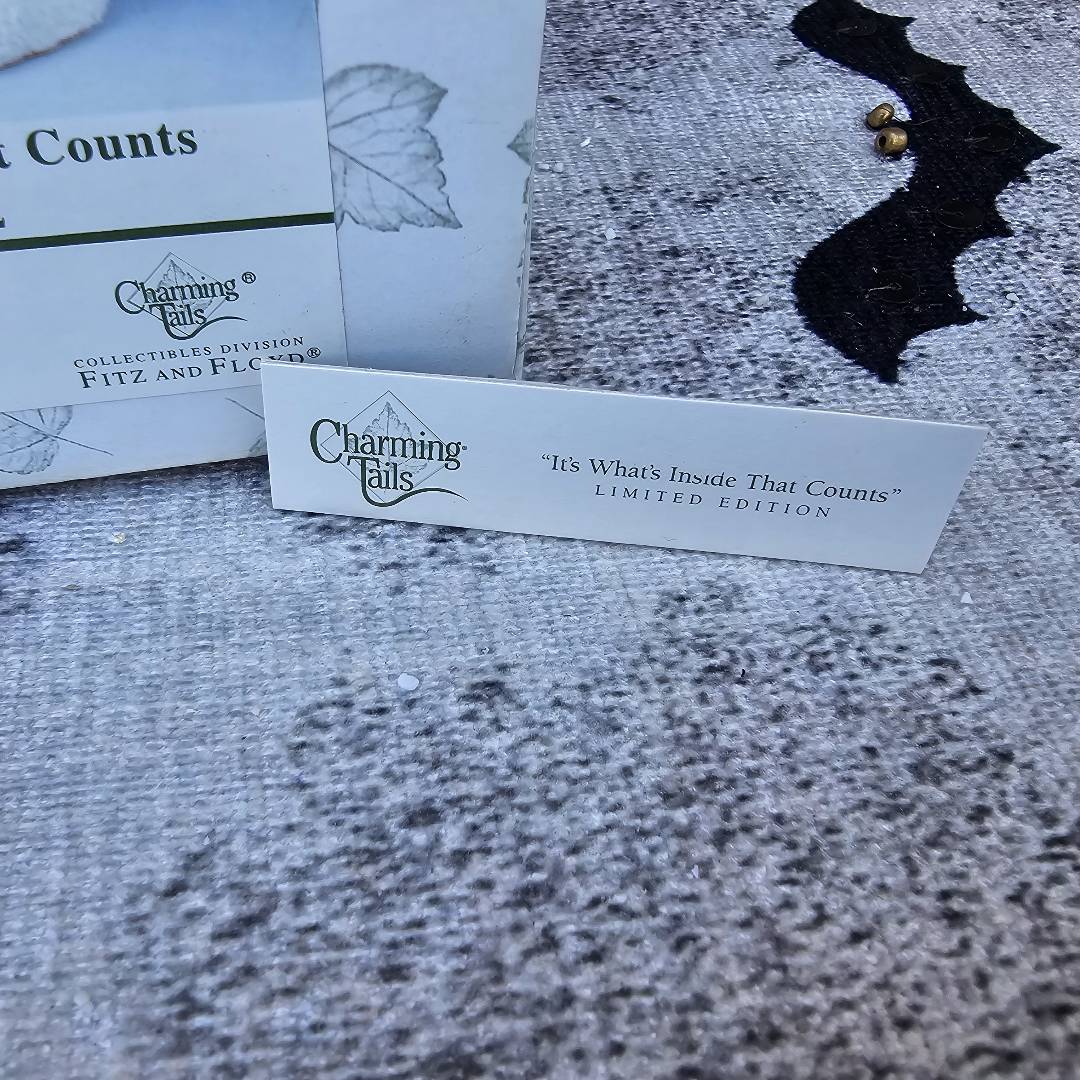 Counts
Charming®
Tails
COLLECTIBLES DIVISION
FITZ AND FLOYD®
Charming®
Tails
“It’s What’s Inside That Counts”
LIMITED EDITION